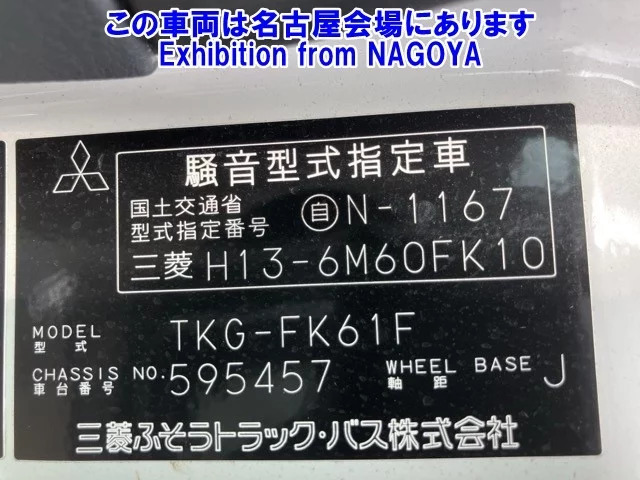 この車両は名古屋会場にあります
Exhibition from NAGOYA
騒音型式指定車
国土交通省
型式指定番号 自N-1167
三菱 H13-6M60FK10
MODEL
型式 TKG-FK61F
CHASSIS NO.
車台番号 595457 WHEEL BASE
軸距 J
三菱ふそうトラック・バス株式会社